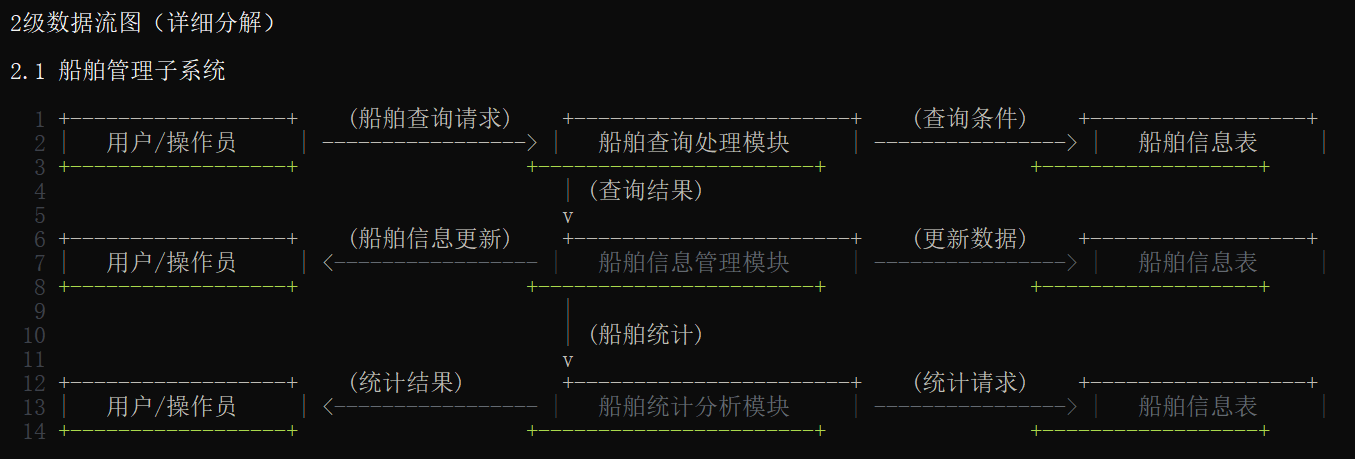 2级数据流图（详细分解）
2.1 船舶管理子系统
1 +------------------+    (船舶查询请求)    +-----------------------+    (查询条件)    +------------------+
2 |   用户/操作员     | -----------------> |   船舶查询处理模块     | ----------------> |   船舶信息表     |
3 +------------------+                   +-----------------------+                 +------------------+
4 | (查询结果)
5 v
6 +------------------+    (船舶信息更新)    +-----------------------+    (更新数据)    +------------------+
7 |   用户/操作员     | <----------------- |   船舶信息管理模块     | ----------------> |   船舶信息表     |
8 +------------------+                   +-----------------------+                 +------------------+
9 |
10 | (船舶统计)
11 v
12 +------------------+    (统计结果)    +-----------------------+    (统计请求)    +------------------+
13 |   用户/操作员     | <----------------- |   船舶统计分析模块     | ----------------> |   船舶信息表     |
14 +------------------+                   +-----------------------+                 +------------------+